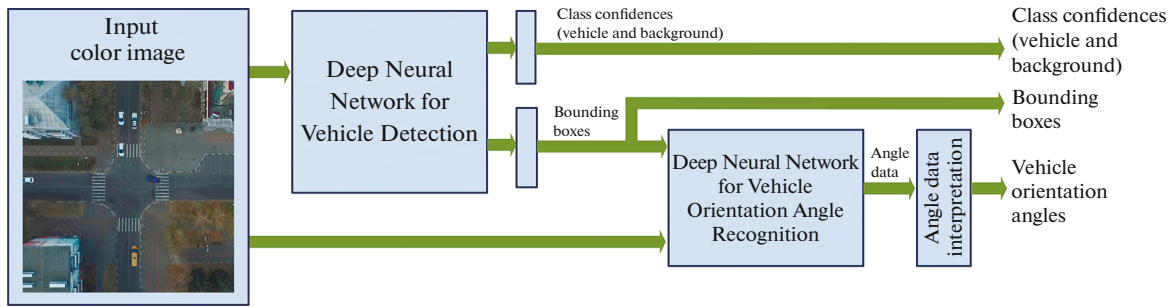 Input
color image
Deep Neural
Network for
Vehicle Detection
Class confidences
(vehicle and background)
Bounding
boxes
Deep Neural Network
for Vehicle
Orientation Angle
Recognition
Angle
data
Angle data
interpretation
Class confidences
(vehicle and
background)
Bounding
boxes
Vehicle
orientation
angles